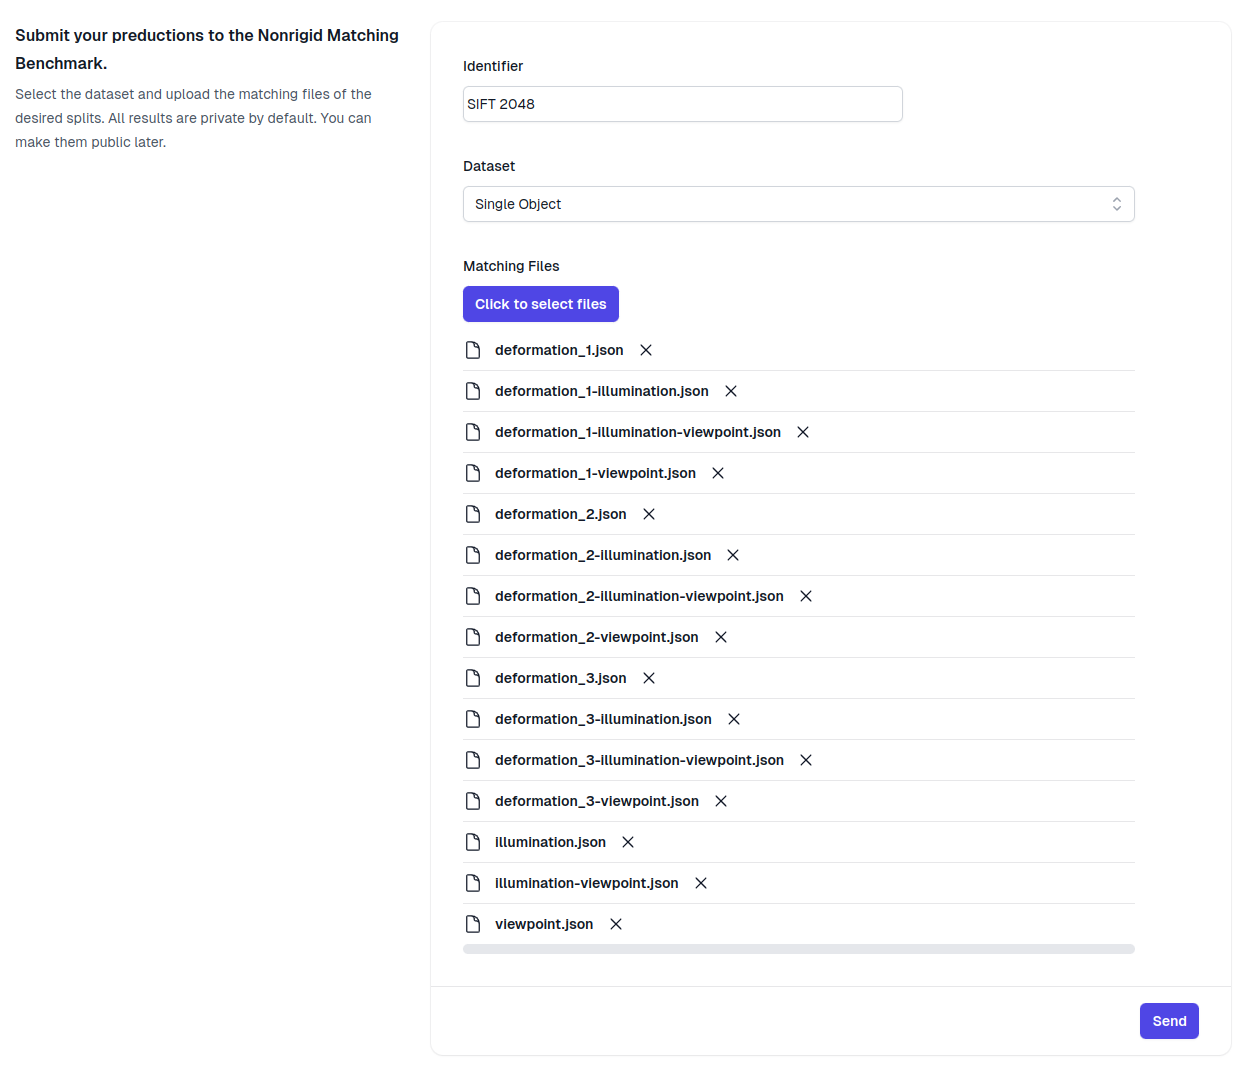 Submit your preductions to the Nonrigid Matching
Benchmark.
Select the dataset and upload the matching files of the
desired splits. All results are private by default. You can
make them public later.
Identifier
SIFT 2048
Dataset
Single Object
Matching Files
Click to select files
deformation_1.json
deformation_1-illumination.json
deformation_1-illumination-viewpoint.json
deformation_1-viewpoint.json
deformation_2.json
deformation_2-illumination.json
deformation_2-illumination-viewpoint.json
deformation_2-viewpoint.json
deformation_3.json
deformation_3-illumination.json
deformation_3-illumination-viewpoint.json
deformation_3-viewpoint.json
illumination.json
illumination-viewpoint.json
viewpoint.json
Send